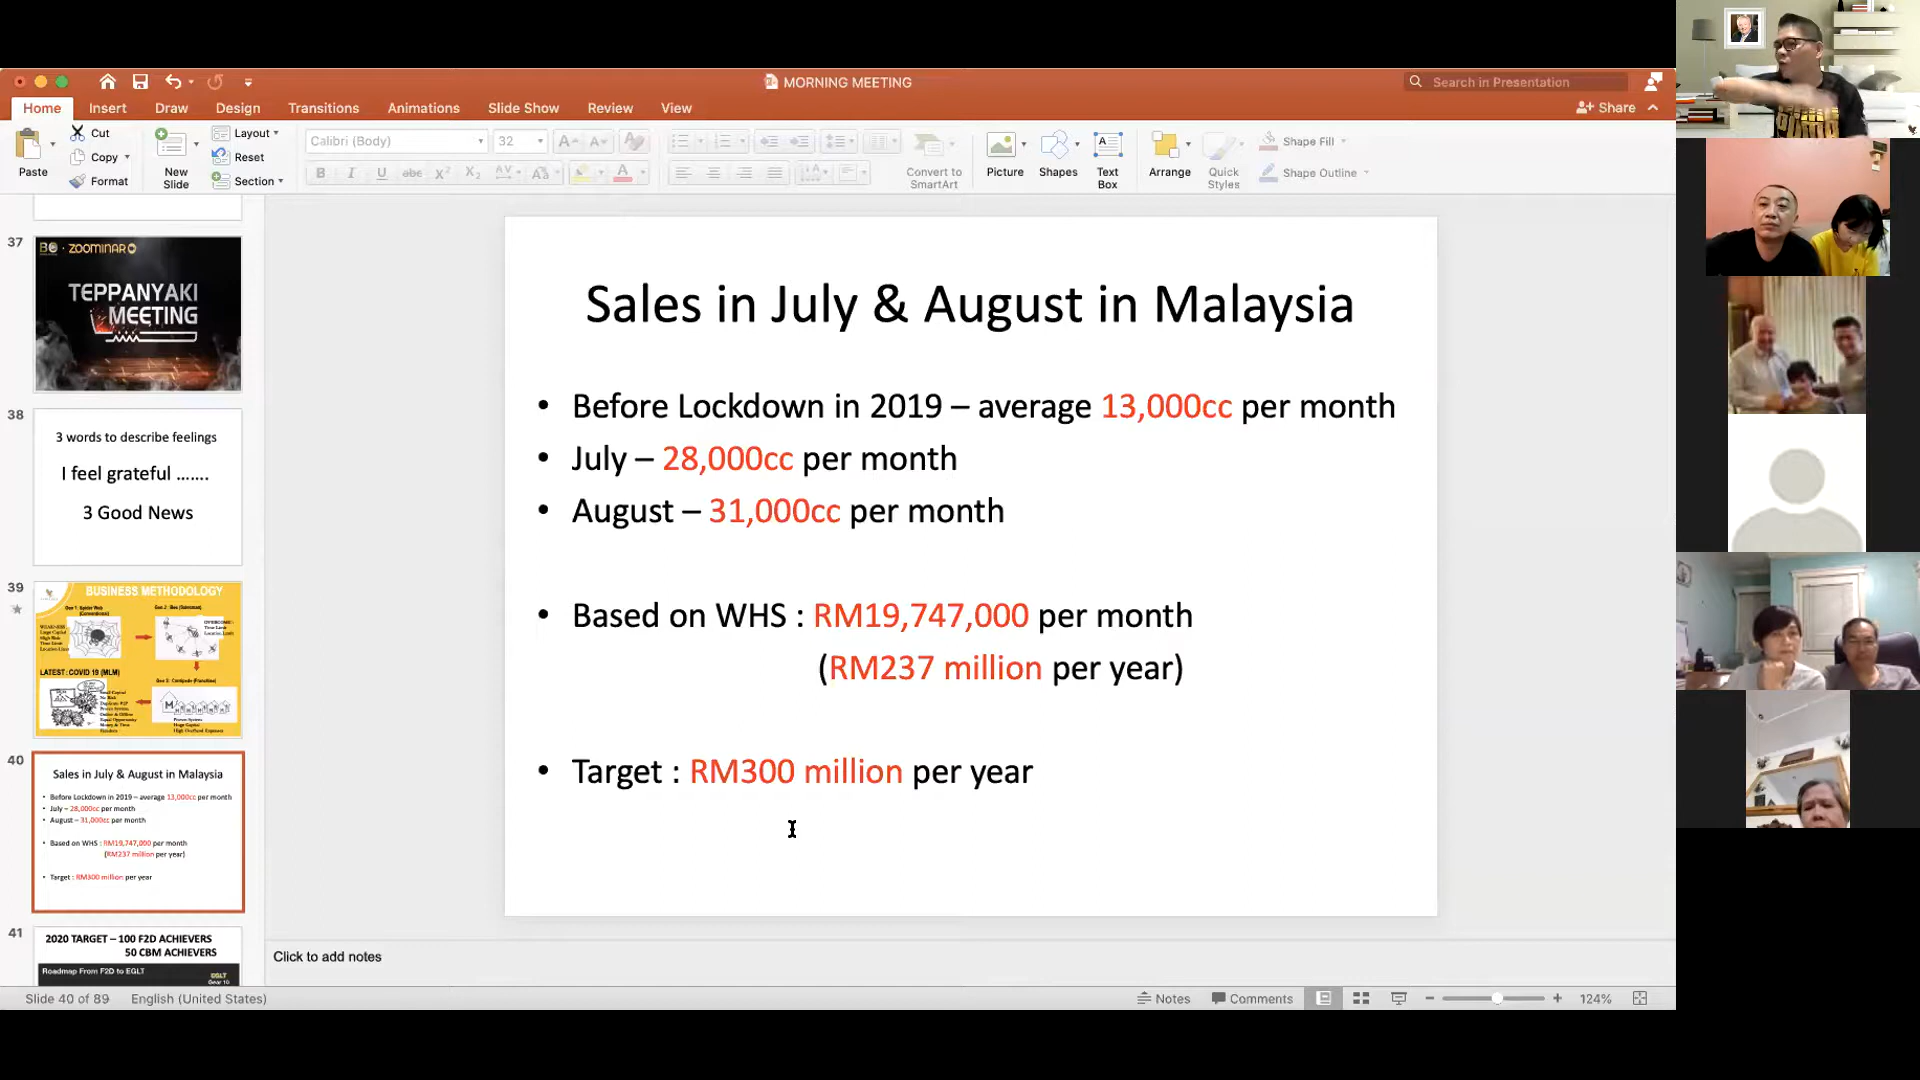 MORNING MEETING
Search in Presentation
Home Insert Draw Design Transitions Animations Slide Show Review View
Share
Paste
Cut
Copy
Format
New Slide
Layout
Reset
Section
Calibri (Body) 32
Convert to SmartArt
Picture
Shapes
Text Box
Arrange
Quick Styles
Shape Fill
Shape Outline
37
ZOOMINAR
TEPPANYAKI
MEETING
38
3 words to describe feelings
I feel grateful .......
3 Good News
39
BUSINESS METHODOLOGY
LATEST: COVID 19 (MLM)
40
Sales in July & August in Malaysia
• Before Lockdown in 2019 – average 13,000cc per month
• July – 28,000cc per month
• August – 31,000cc per month
• Based on WHS : RM19,747,000 per month
(RM237 million per year)
• Target : RM300 million per year
41
2020 TARGET – 100 F2D ACHIEVERS
50 CBM ACHIEVERS
Roadmap From F2D to EGLT
Sales in July & August in Malaysia
• Before Lockdown in 2019 – average 13,000cc per month
• July – 28,000cc per month
• August – 31,000cc per month
• Based on WHS : RM19,747,000 per month
(RM237 million per year)
• Target : RM300 million per year
Click to add notes
Slide 40 of 89 English (United States)
Notes Comments 124%